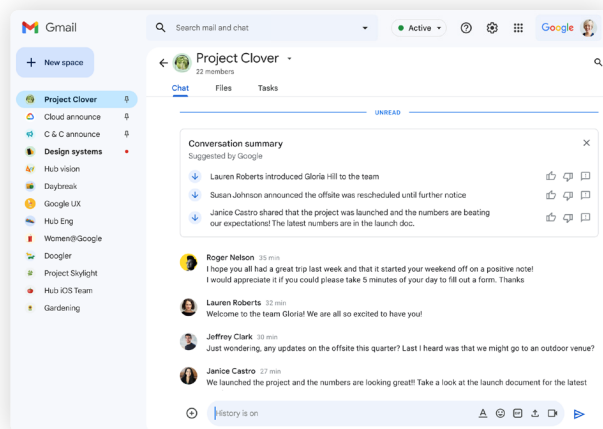 Gmail
Search mail and chat
Active
Google
New space
Project Clover
22 members
Chat Files Tasks
Project Clover
Cloud announce
C & C announce
Design systems
Hub vision
Daybreak
Google UX
Hub Eng
Women@Google
Doogler
Project Skylight
Hub iOS Team
Gardening
UNREAD
Conversation summary
Suggested by Google
Lauren Roberts introduced Gloria Hill to the team
Susan Johnson announced the offsite was rescheduled until further notice
Janice Castro shared that the project was launched and the numbers are beating
our expectations! The latest numbers are in the launch doc.
Roger Nelson 35 min
I hope you all had a great trip last week and that it started your weekend off on a positive note!
I would appreciate it if you could please take 5 minutes of your day to fill out a form. Thanks
Lauren Roberts 32 min
Welcome to the team Gloria! We are all so excited to have you!
Jeffrey Clark 30 min
Just wondering, any updates on the offsite this quarter? Last I heard was that we might go to an outdoor venue?
Janice Castro 27 min
We launched the project and the numbers are looking great!! Take a look at the launch document for the latest
History is on